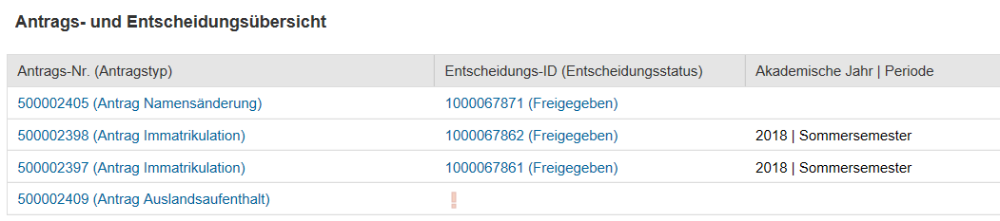 Antrags- und Entscheidungsübersicht
Antrags-Nr. (Antragstyp) Entscheidungs-ID (Entscheidungsstatus) Akademische Jahr | Periode
500002405 (Antrag Namensänderung) 1000067871 (Freigegeben)
500002398 (Antrag Immatrikulation) 1000067862 (Freigegeben) 2018 | Sommersemester
500002397 (Antrag Immatrikulation) 1000067861 (Freigegeben) 2018 | Sommersemester
500002409 (Antrag Auslandsaufenthalt)